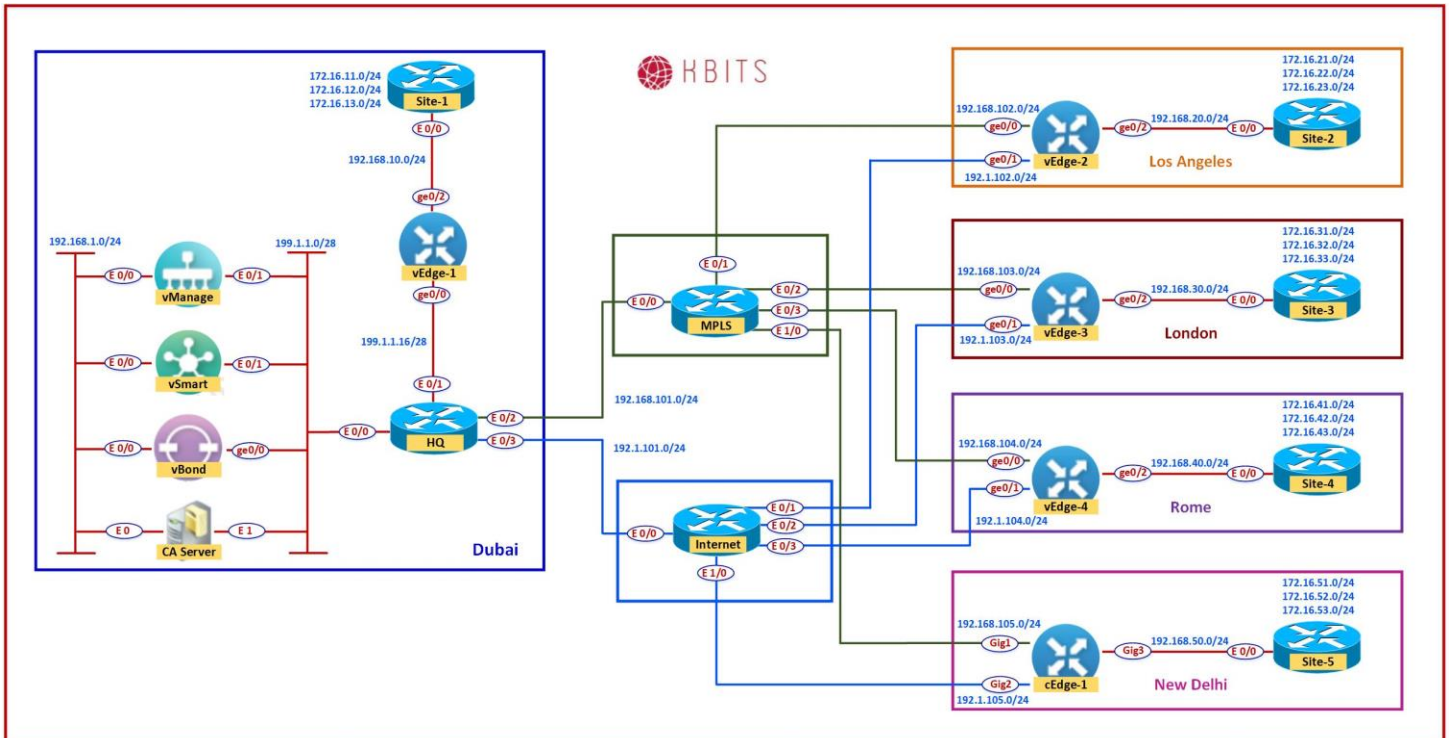 KBITS
172.16.11.0/24
172.16.12.0/24
172.16.13.0/24
Site-1
E 0/0
192.168.10.0/24
ge0/2
vEdge-1
ge0/0
199.1.1.16/28
E 0/1
192.168.1.0/24
199.1.1.0/28
E 0/0
vManage
E 0/1
E 0/0
vSmart
E 0/1
E 0/0
vBond
ge0/0
E 0
CA Server
E 1
E 0/0
HQ
E 0/2
E 0/3
Dubai
192.168.101.0/24
192.1.101.0/24
E 0/1
E 0/0
MPLS
E 0/2
E 0/3
E 1/0
E 0/0
Internet
E 0/1
E 0/2
E 0/3
E 1/0
172.16.21.0/24
172.16.22.0/24
172.16.23.0/24
192.168.102.0/24
ge0/0
ge0/1
192.1.102.0/24
vEdge-2
ge0/2
192.168.20.0/24
E 0/0
Site-2
Los Angeles
172.16.31.0/24
172.16.32.0/24
172.16.33.0/24
192.168.103.0/24
ge0/0
ge0/1
192.1.103.0/24
vEdge-3
ge0/2
192.168.30.0/24
E 0/0
Site-3
London
172.16.41.0/24
172.16.42.0/24
172.16.43.0/24
192.168.104.0/24
ge0/0
ge0/1
192.1.104.0/24
vEdge-4
ge0/2
192.168.40.0/24
E 0/0
Site-4
Rome
172.16.51.0/24
172.16.52.0/24
172.16.53.0/24
192.168.105.0/24
Gig1
Gig2
192.1.105.0/24
cEdge-1
Gig3
192.168.50.0/24
E 0/0
Site-5
New Delhi